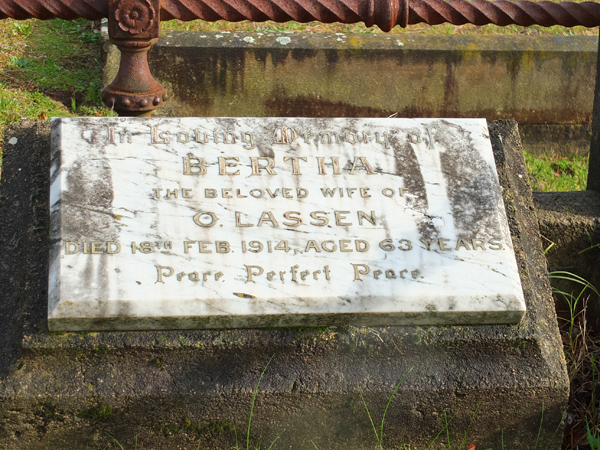 In Loving Memory of
BERTHA
THE BELOVED WIFE OF
O. LASSEN
DIED 18TH FEB. 1914, AGED 63 YEARS.
Peace, Perfect Peace.